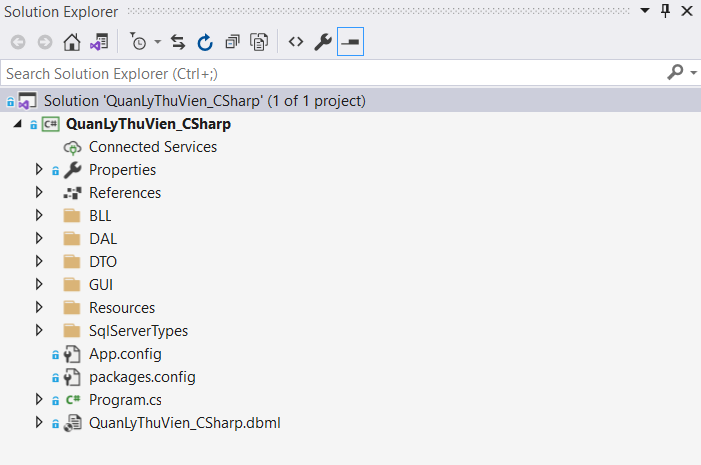 Solution Explorer
Search Solution Explorer (Ctrl+;)
Solution 'QuanLyThuVien_CSharp' (1 of 1 project)
C# QuanLyThuVien_CSharp
Connected Services
Properties
References
BLL
DAL
DTO
GUI
Resources
SqlServerTypes
App.config
packages.config
C# Program.cs
QuanLyThuVien_CSharp.dbml